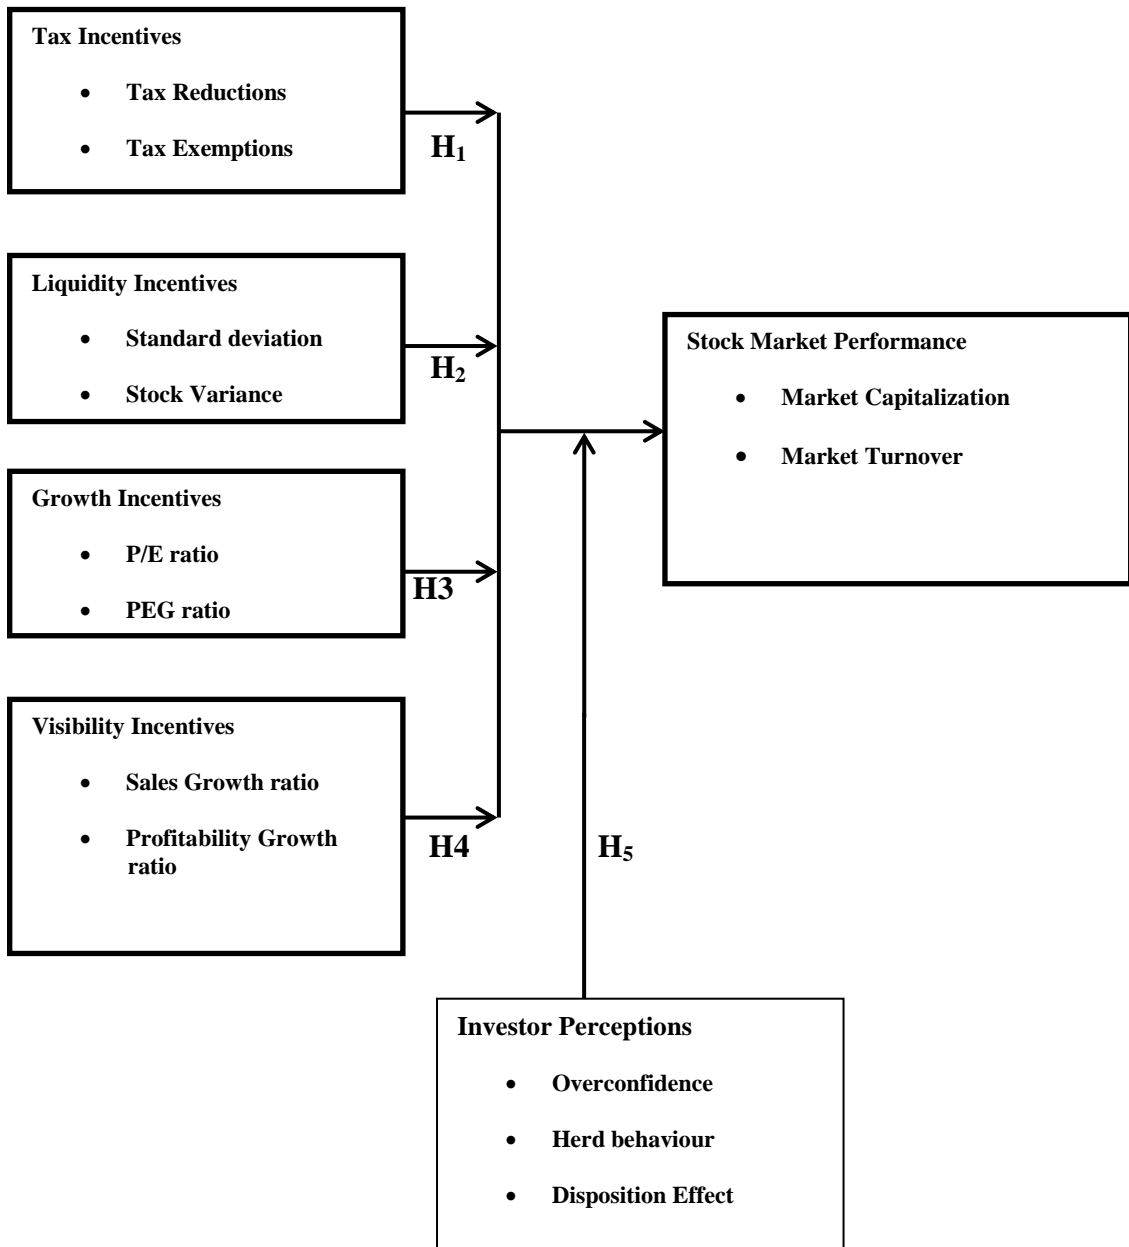 Tax Incentives
• Tax Reductions
• Tax Exemptions
H₁
Liquidity Incentives
• Standard deviation
• Stock Variance
H₂
Growth Incentives
• P/E ratio
• PEG ratio
H3
Visibility Incentives
• Sales Growth ratio
• Profitability Growth
ratio
H4
Stock Market Performance
• Market Capitalization
• Market Turnover
H₅
Investor Perceptions
• Overconfidence
• Herd behaviour
• Disposition Effect